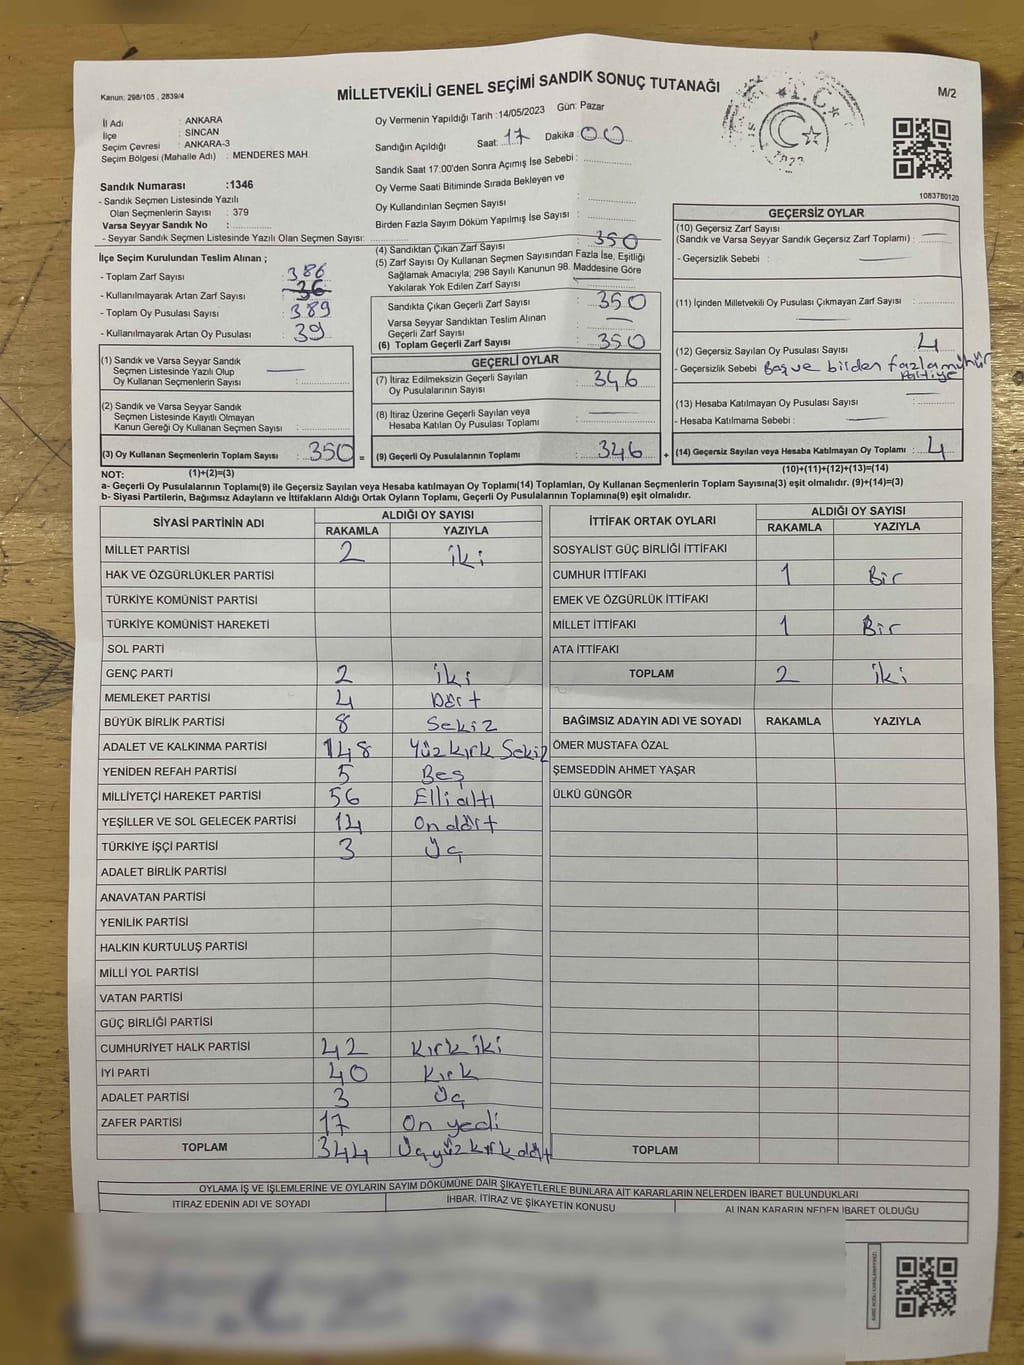 Kanun: 298/105 , 2839/4
MİLLETVEKİLİ GENEL SEÇİMİ SANDIK SONUÇ TUTANAĞI
M/2
İl Adı : ANKARA
İlçe : SİNCAN
Seçim Çevresi : ANKARA-3
Seçim Bölgesi (Mahalle Adı) : MENDERES MAH.
Oy Vermenin Yapıldığı Tarih :14/05/2023 Gün: Pazar
Sandığın Açıldığı Saat: 17 Dakika: 00
Sandık Saat 17:00'den Sonra Açımış İse Sebebi :
Oy Verme Saati Bitiminde Sırada Bekleyen ve
Oy Kullandırılan Seçmen Sayısı :
Birden Fazla Sayım Döküm Yapılmış İse Sayısı :
T.C.
1083780120
Sandık Numarası :1346
- Sandık Seçmen Listesinde Yazılı
Olan Seçmenlerin Sayısı : 379
Varsa Seyyar Sandık No :
- Seyyar Sandık Seçmen Listesinde Yazılı Olan Seçmen Sayısı:
İlçe Seçim Kurulundan Teslim Alınan ;
- Toplam Zarf Sayısı : 386
- Kullanılmayarak Artan Zarf Sayısı : 36
- Toplam Oy Pusulası Sayısı : 389
- Kullanılmayarak Artan Oy Pusulası : 39
(4) Sandıktan Çıkan Zarf Sayısı : 350
(5) Zarf Sayısı Oy Kullanan Seçmen Sayısından Fazla İse, Eşitliği
Sağlamak Amacıyla; 298 Sayılı Kanunun 98. Maddesine Göre
Yakılarak Yok Edilen Zarf Sayısı :
Sandıkta Çıkan Geçerli Zarf Sayısı : 350
Varsa Seyyar Sandıktan Teslim Alınan
Geçerli Zarf Sayısı
(6) Toplam Geçerli Zarf Sayısı : 350
GEÇERSİZ OYLAR
(10) Geçersiz Zarf Sayısı
(Sandık ve Varsa Seyyar Sandık Geçersiz Zarf Toplamı) :
- Geçersizlik Sebebi :
(11) İçinden Milletvekili Oy Pusulası Çıkmayan Zarf Sayısı :
(12) Geçersiz Sayılan Oy Pusulası Sayısı : 4
- Geçersizlik Sebebi : Boş ve birden fazla mühür
Partiye
(13) Hesaba Katılmayan Oy Pusulası Sayısı :
- Hesaba Katılmama Sebebi :
(14) Geçersiz Sayılan veya Hesaba Katılmayan Oy Toplamı : 4
(1) Sandık ve Varsa Seyyar Sandık
Seçmen Listesinde Yazılı Olup
Oy Kullanan Seçmenlerin Sayısı :
(2) Sandık ve Varsa Seyyar Sandık
Seçmen Listesinde Kayıtlı Olmayan
Kanun Gereği Oy Kullanan Seçmen Sayısı :
(3) Oy Kullanan Seçmenlerin Toplam Sayısı : 350 =
GEÇERLİ OYLAR
(7) İtiraz Edilmeksizin Geçerli Sayılan
Oy Pusulalarının Sayısı : 346
(8) İtiraz Üzerine Geçerli Sayılan veya
Hesaba Katılan Oy Pusulası Toplamı :
(9) Geçerli Oy Pusulalarının Toplamı : 346 +
NOT: (1)+(2)=(3)
(10)+(11)+(12)+(13)=(14)
a- Geçerli Oy Pusulalarının Toplamı(9) ile Geçersiz Sayılan veya Hesaba katılmayan Oy Toplamı(14) Toplamları, Oy Kullanan Seçmenlerin Toplam Sayısına(3) eşit olmalıdır. (9)+(14)=(3)
b- Siyasi Partilerin, Bağımsız Adayların ve İttifakların Aldığı Ortak Oyların Toplamı, Geçerli Oy Pusulalarının Toplamına(9) eşit olmalıdır.
SİYASİ PARTİNİN ADI ALDIĞI OY SAYISI
RAKAMLA YAZIYLA
MİLLET PARTİSİ 2 iki
HAK VE ÖZGÜRLÜKLER PARTİSİ
TÜRKİYE KOMÜNİST PARTİSİ
TÜRKİYE KOMÜNİST HAREKETİ
SOL PARTİ
GENÇ PARTİ 2 iki
MEMLEKET PARTİSİ 4 Dört
BÜYÜK BİRLİK PARTİSİ 8 Sekiz
ADALET VE KALKINMA PARTİSİ 148 Yüz kırk Sekiz
YENİDEN REFAH PARTİSİ 5 Beş
MİLLİYETÇİ HAREKET PARTİSİ 56 Elli altı
YEŞİLLER VE SOL GELECEK PARTİSİ 14 On dört
TÜRKİYE İŞÇİ PARTİSİ 3 Üç
ADALET BİRLİK PARTİSİ
ANAVATAN PARTİSİ
YENİLİK PARTİSİ
HALKIN KURTULUŞ PARTİSİ
MİLLİ YOL PARTİSİ
VATAN PARTİSİ
GÜÇ BİRLİĞİ PARTİSİ
CUMHURİYET HALK PARTİSİ 42 Kırk iki
İYİ PARTİ 40 Kırk
ADALET PARTİSİ 3 Üç
ZAFER PARTİSİ 17 On yedi
TOPLAM 344 Üçyüz kırk dört
İTTİFAK ORTAK OYLARI ALDIĞI OY SAYISI
RAKAMLA YAZIYLA
SOSYALİST GÜÇ BİRLİĞİ İTTİFAKI
CUMHUR İTTİFAKI 1 Bir
EMEK VE ÖZGÜRLÜK İTTİFAKI
MİLLET İTTİFAKI 1 Bir
ATA İTTİFAKI
TOPLAM 2 iki
BAĞIMSIZ ADAYIN ADI VE SOYADI RAKAMLA YAZIYLA
ÖMER MUSTAFA ÖZAL
ŞEMSEDDİN AHMET YAŞAR
ÜLKÜ GÜNGÖR
TOPLAM
OYLAMA İŞ VE İŞLEMLERİNE VE OYLARIN SAYIM DÖKÜMÜNE DAİR ŞİKAYETLERLE BUNLARA AİT KARARLARIN NELERDEN İBARET BULUNDUKLARI
İTİRAZ EDENİN ADI VE SOYADI İHBAR, İTİRAZ VE ŞİKAYETİN KONUSU ALINAN KARARIN NEDEN İBARET OLDUĞU